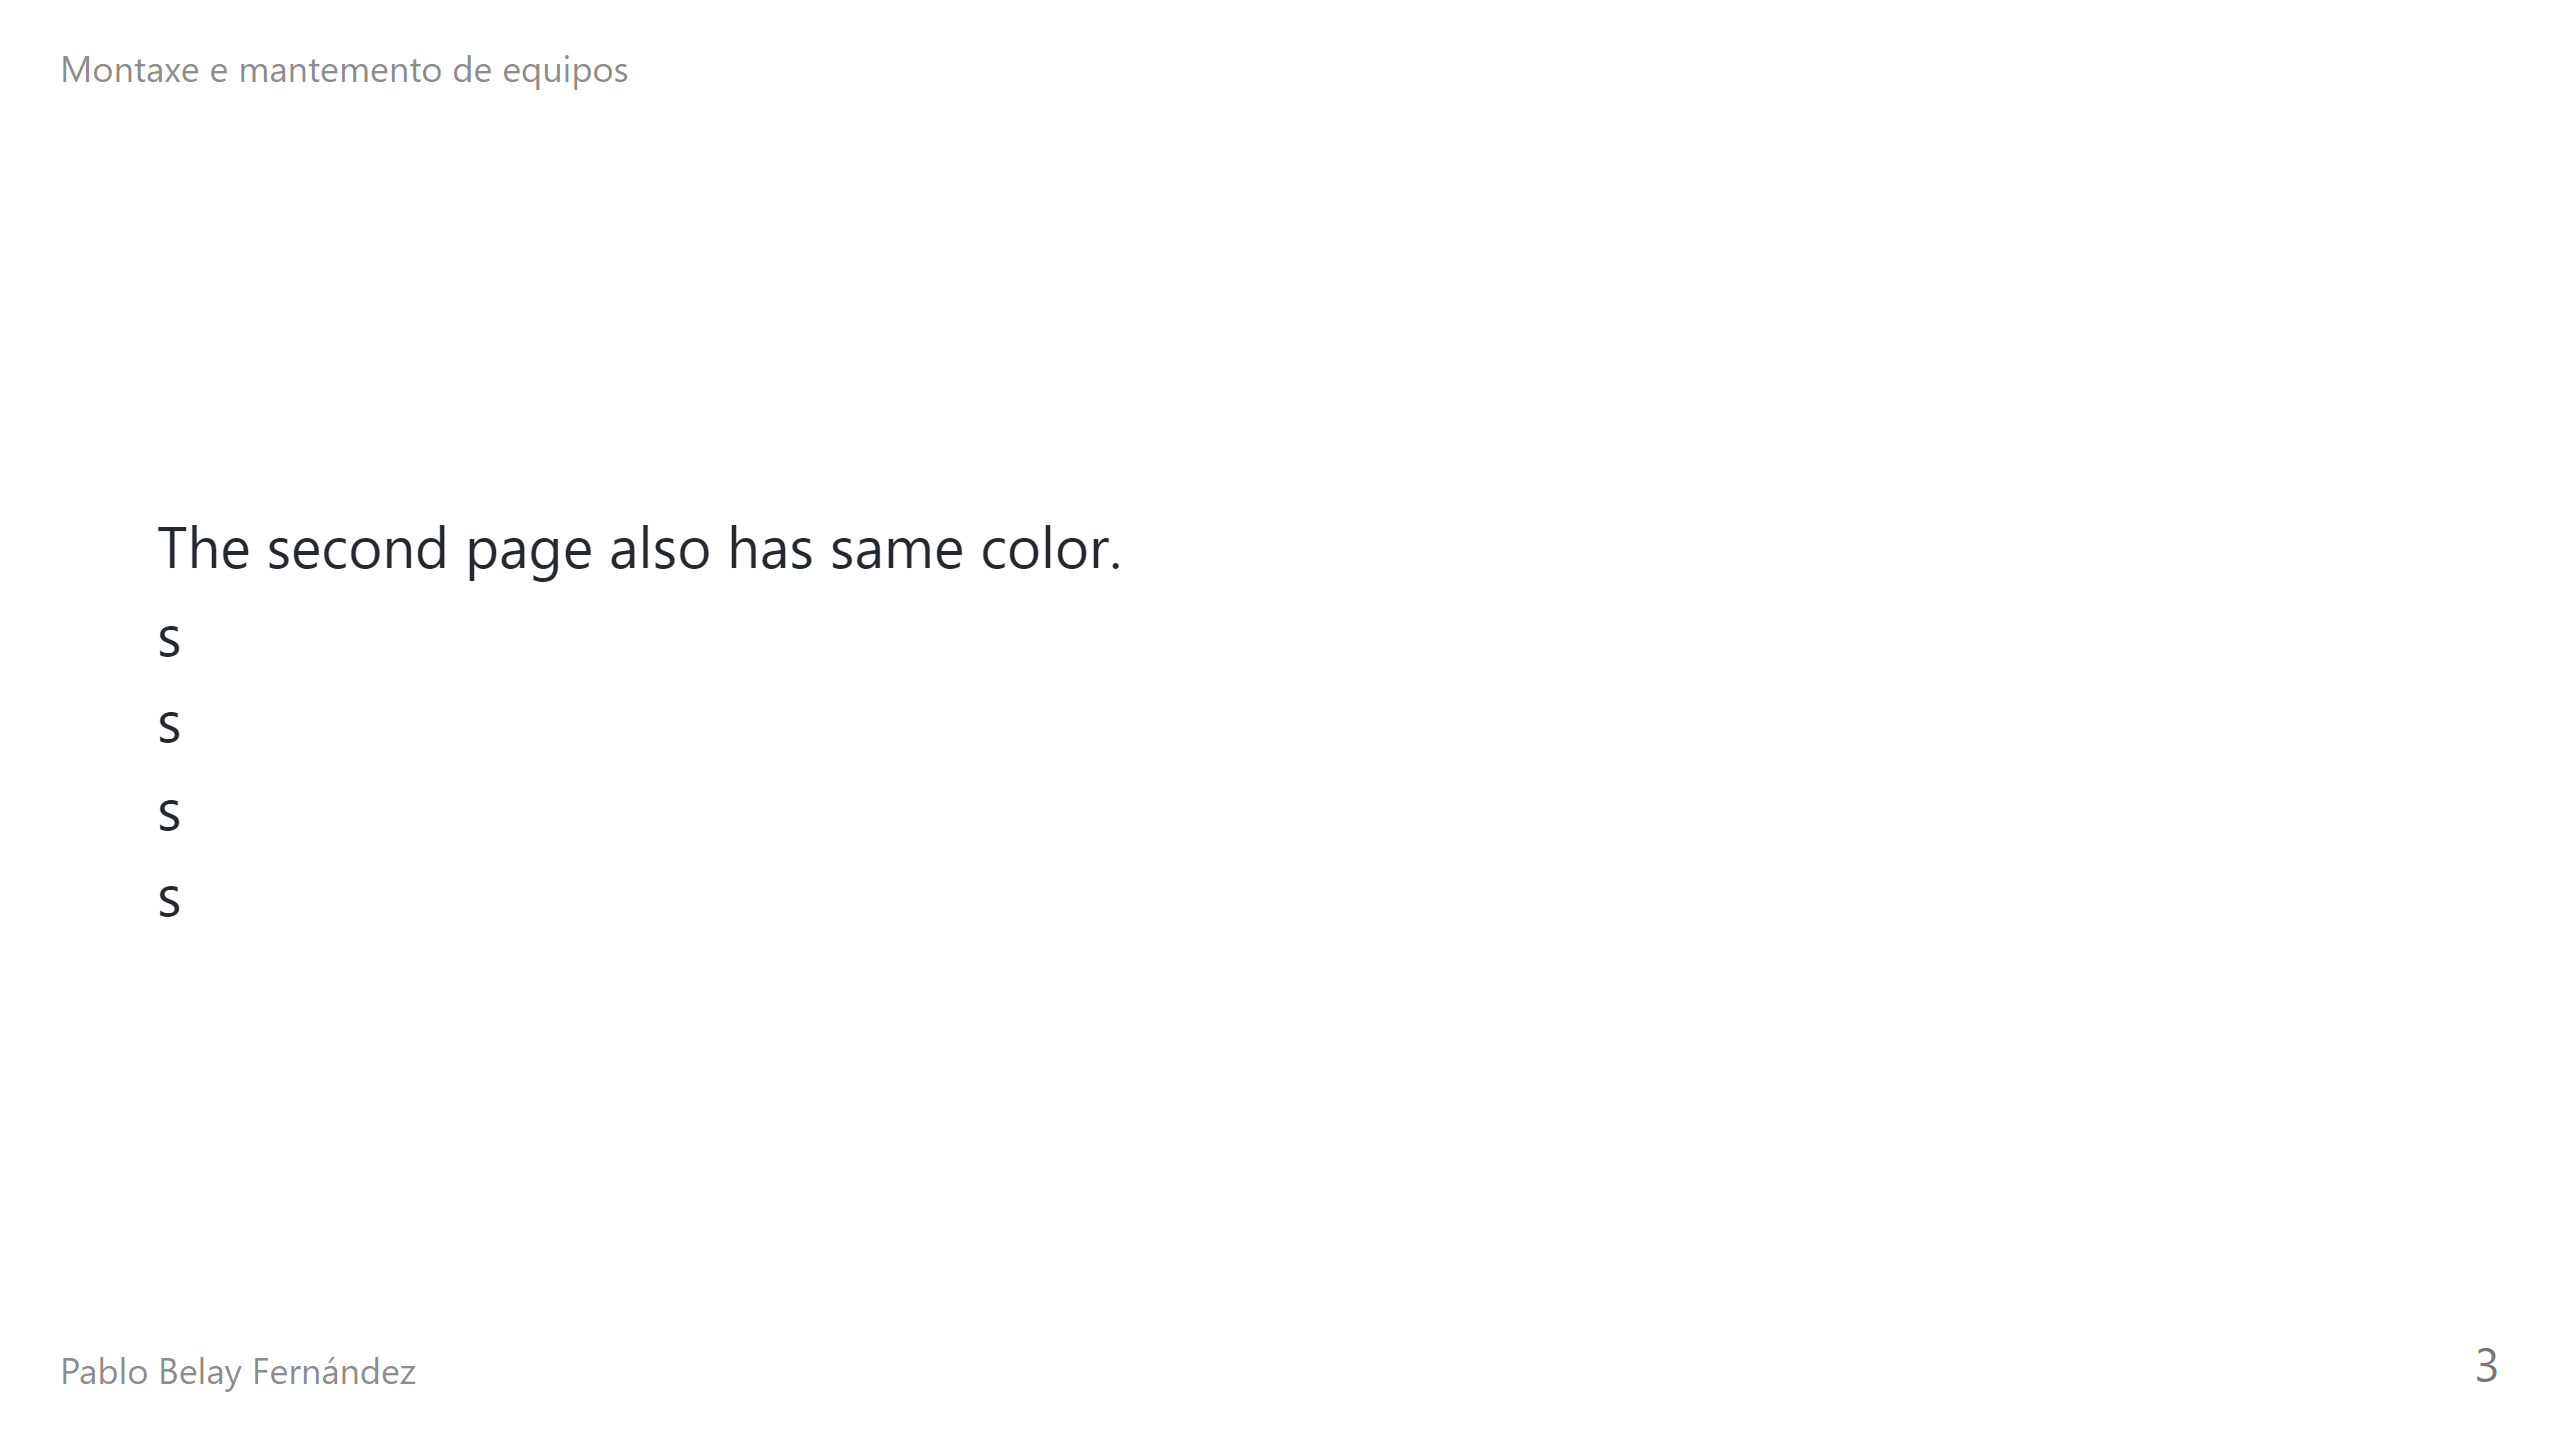 Montaxe e mantemento de equipos
The second page also has same color.
s
s
s
s
Pablo Belay Fernández
3